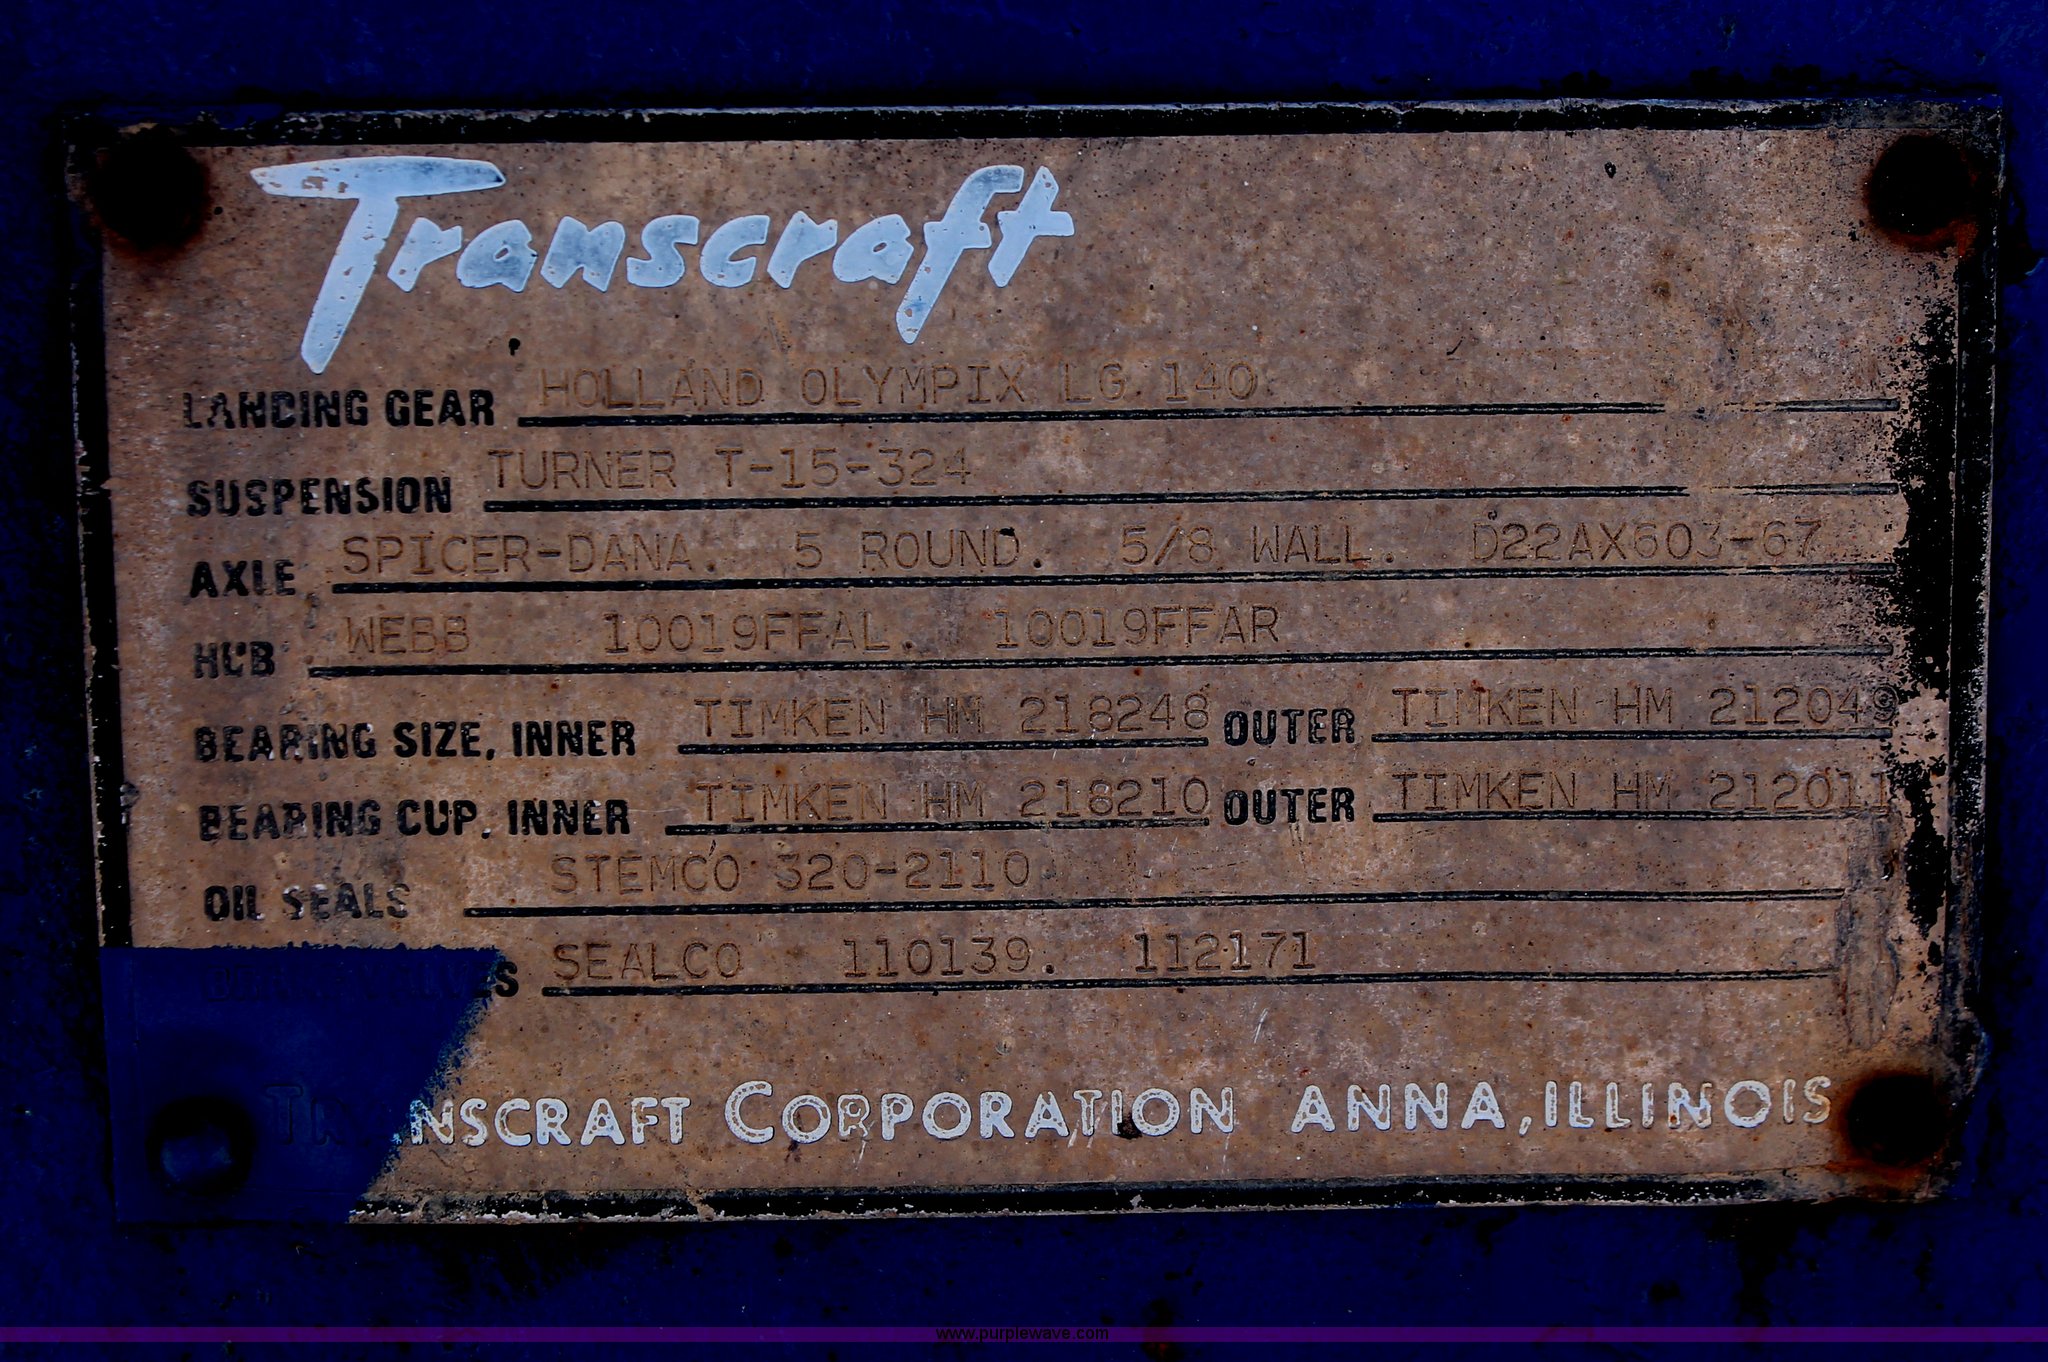 Transcraft
LANDING GEAR HOLLAND OLYMPIX LG 140
SUSPENSION TURNER T-15-324
AXLE SPICER-DANA. 5 ROUND. 5/8 WALL. D22AX603-67
HUB WEBB 10019FFAL. 10019FFAR
BEARING SIZE, INNER TIMKEN HM 218248 OUTER TIMKEN HM 212049
BEARING CUP, INNER TIMKEN HM 218210 OUTER TIMKEN HM 212011
OIL SEALS STEMCO 320-2110
SEALCO 110139. 112171
TRANSCRAFT CORPORATION ANNA, ILLINOIS
www.purplewave.com